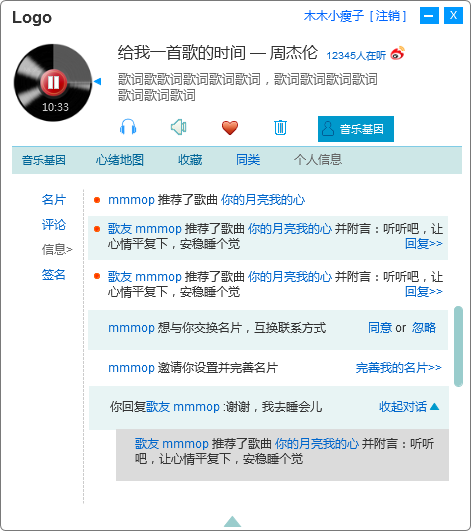 Logo
木木小瘦子 [ 注销 ]
给我一首歌的时间 — 周杰伦 12345人在听
歌词歌歌词歌词歌词歌词，歌词歌词歌词歌词
歌词歌词歌词
10:33
音乐基因
音乐基因 心绪地图 收藏 同类 个人信息
名片
评论
信息>
签名
mmmop 推荐了歌曲 你的月亮我的心
歌友 mmmop 推荐了歌曲 你的月亮我的心 并附言：听听吧，让
心情平复下，安稳睡个觉 回复>>
歌友 mmmop 推荐了歌曲 你的月亮我的心 并附言：听听吧，让
心情平复下，安稳睡个觉 回复>>
mmmop 想与你交换名片，互换联系方式 同意 or 忽略
mmmop 邀请你设置并完善名片 完善我的名片>>
你回复歌友 mmmop :谢谢，我去睡会儿 收起对话
歌友 mmmop 推荐了歌曲 你的月亮我的心 并附言：听听
吧，让心情平复下，安稳睡个觉